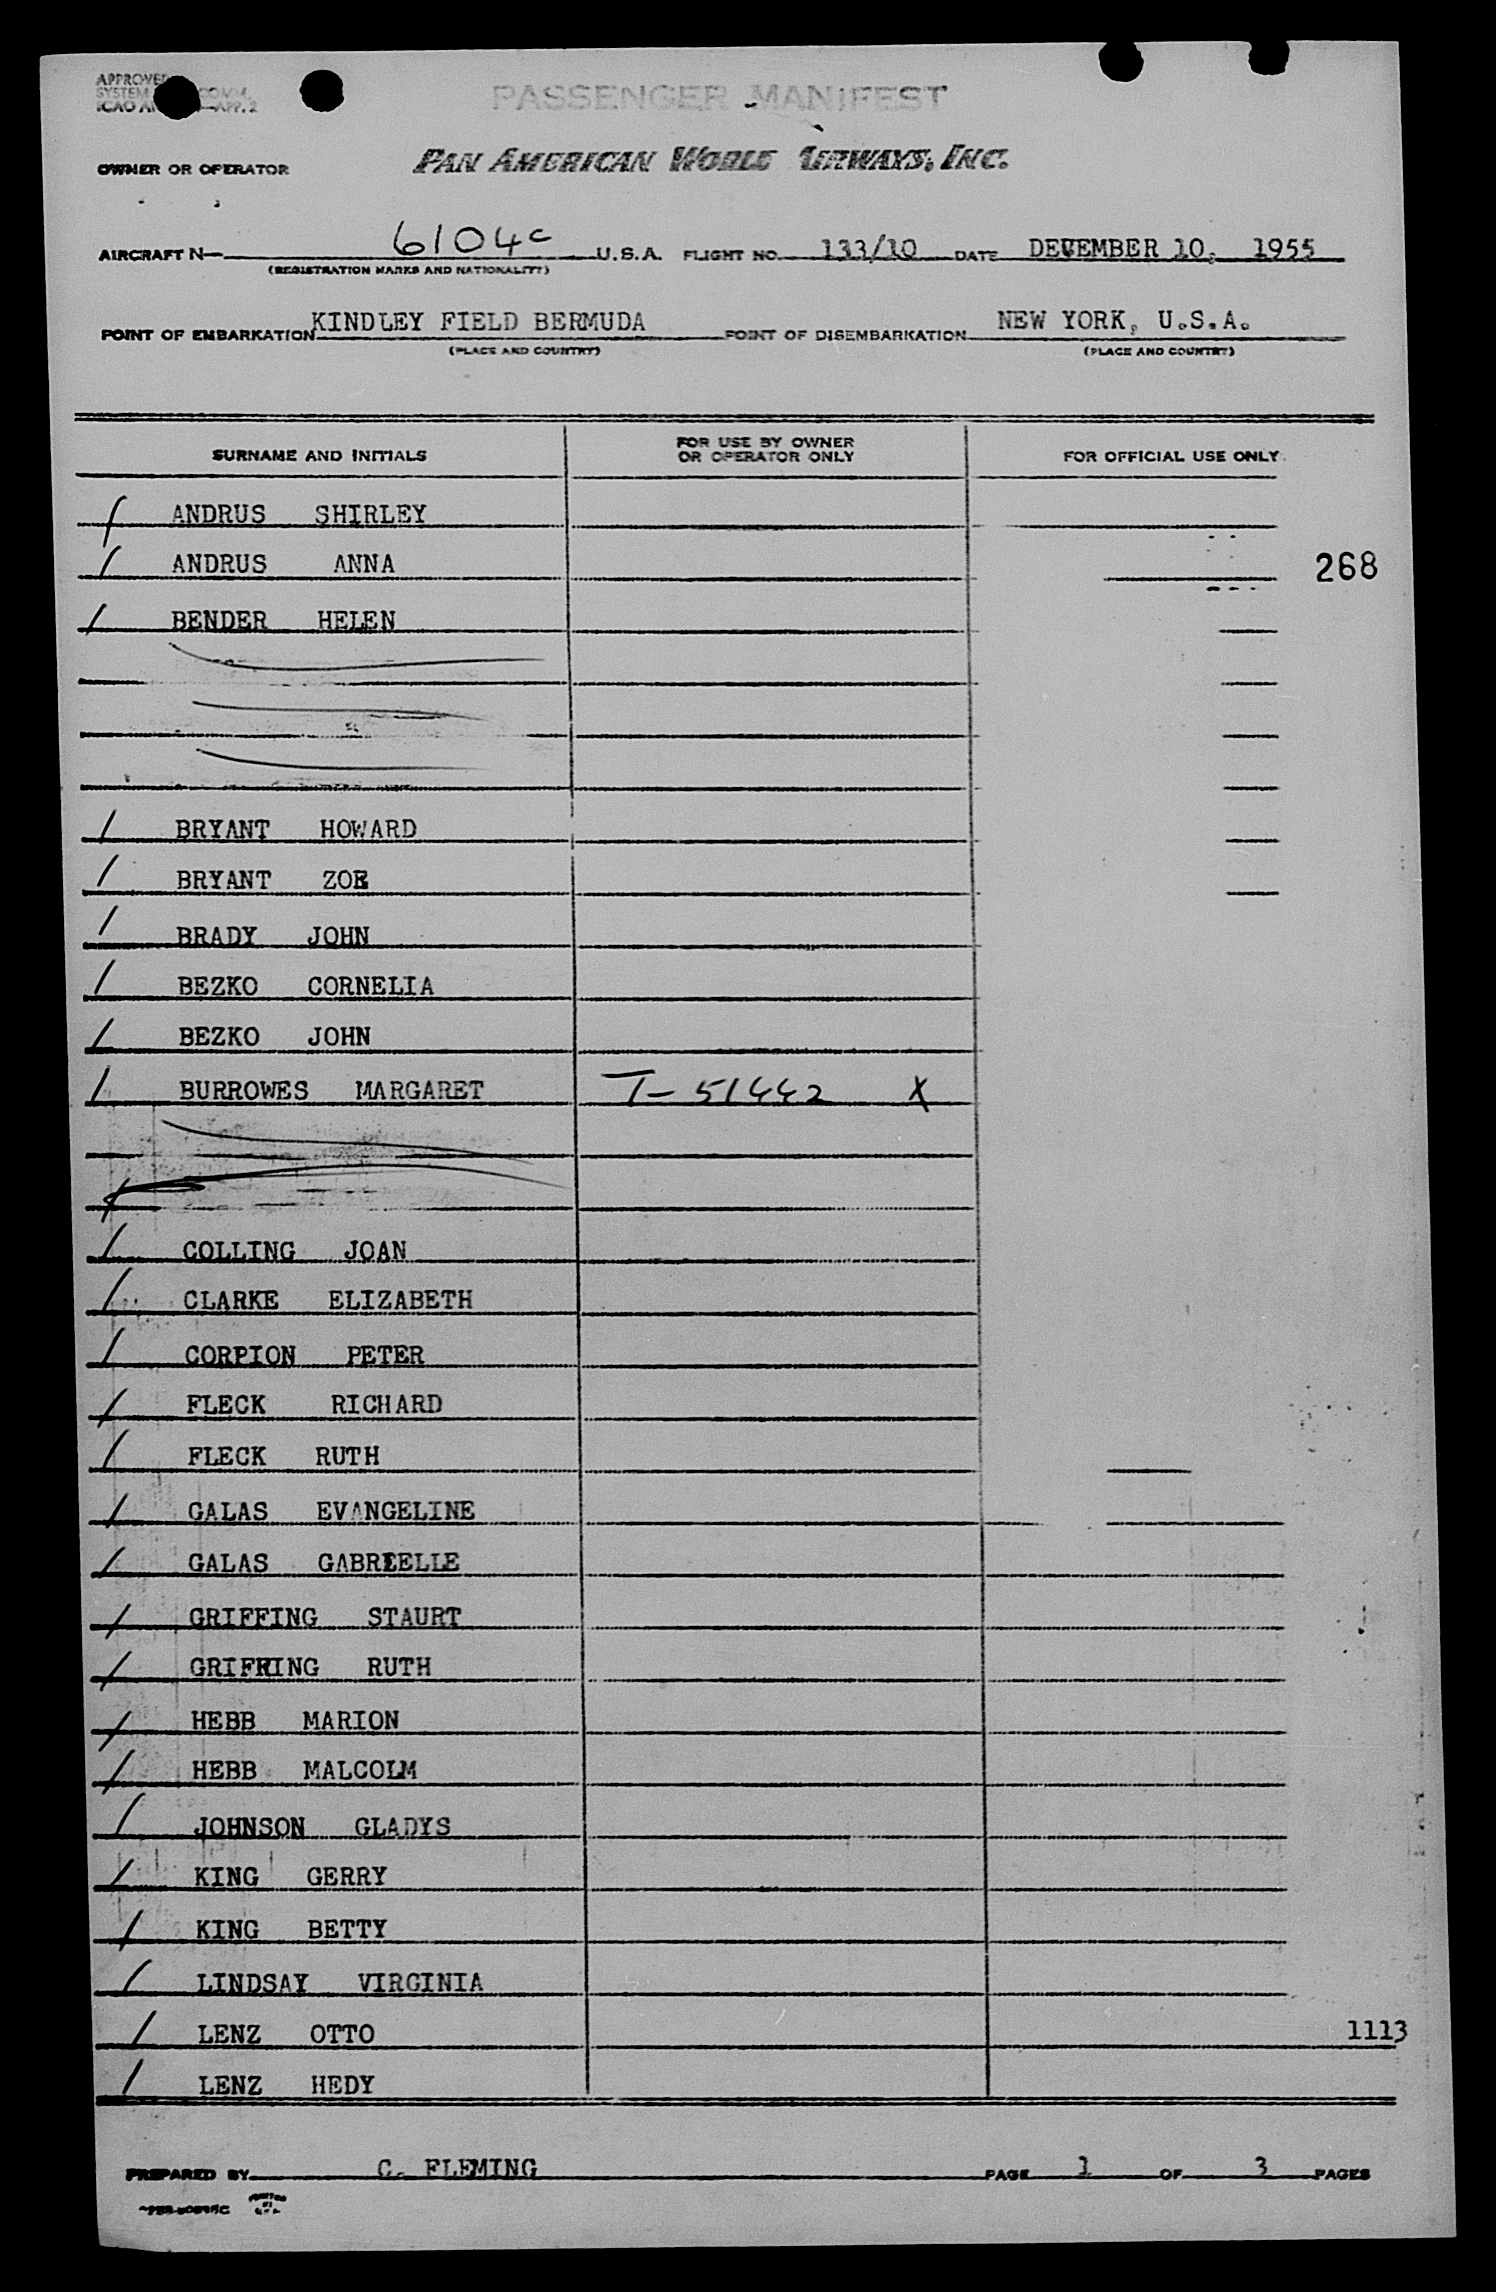 PASSENGER MANIFEST
OWNER OR OPERATOR PAN AMERICAN WORLD AIRWAYS, INC.
AIRCRAFT N— 6104c U.S.A. FLIGHT NO. 133/10 DATE DECEMBER 10, 1955
(REGISTRATION MARKS AND NATIONALITY)
POINT OF EMBARKATION KINDLEY FIELD BERMUDA POINT OF DISEMBARKATION NEW YORK, U.S.A.
(PLACE AND COUNTRY) (PLACE AND COUNTRY)
SURNAME AND INITIALS FOR USE BY OWNER OR OPERATOR ONLY FOR OFFICIAL USE ONLY
/ ANDRUS SHIRLEY
/ ANDRUS ANNA 268
/ BENDER HELEN
/ BRYANT HOWARD
/ BRYANT ZOE
/ BRADY JOHN
/ BEZKO CORNELIA
/ BEZKO JOHN
/ BURROWES MARGARET T- 51442 X
/ COLLING JOAN
/ CLARKE ELIZABETH
/ CORPION PETER
/ FLECK RICHARD
/ FLECK RUTH
/ GALAS EVANGELINE
/ GALAS GABRIELLE
/ GRIFFING STAURT
/ GRIFFING RUTH
/ HEBB MARION
/ HEBB MALCOLM
/ JOHNSON GLADYS
/ KING GERRY
/ KING BETTY
/ LINDSAY VIRGINIA
/ LENZ OTTO 1113
/ LENZ HEDY
PREPARED BY C. FLEMING PAGE 1 OF 3 PAGES